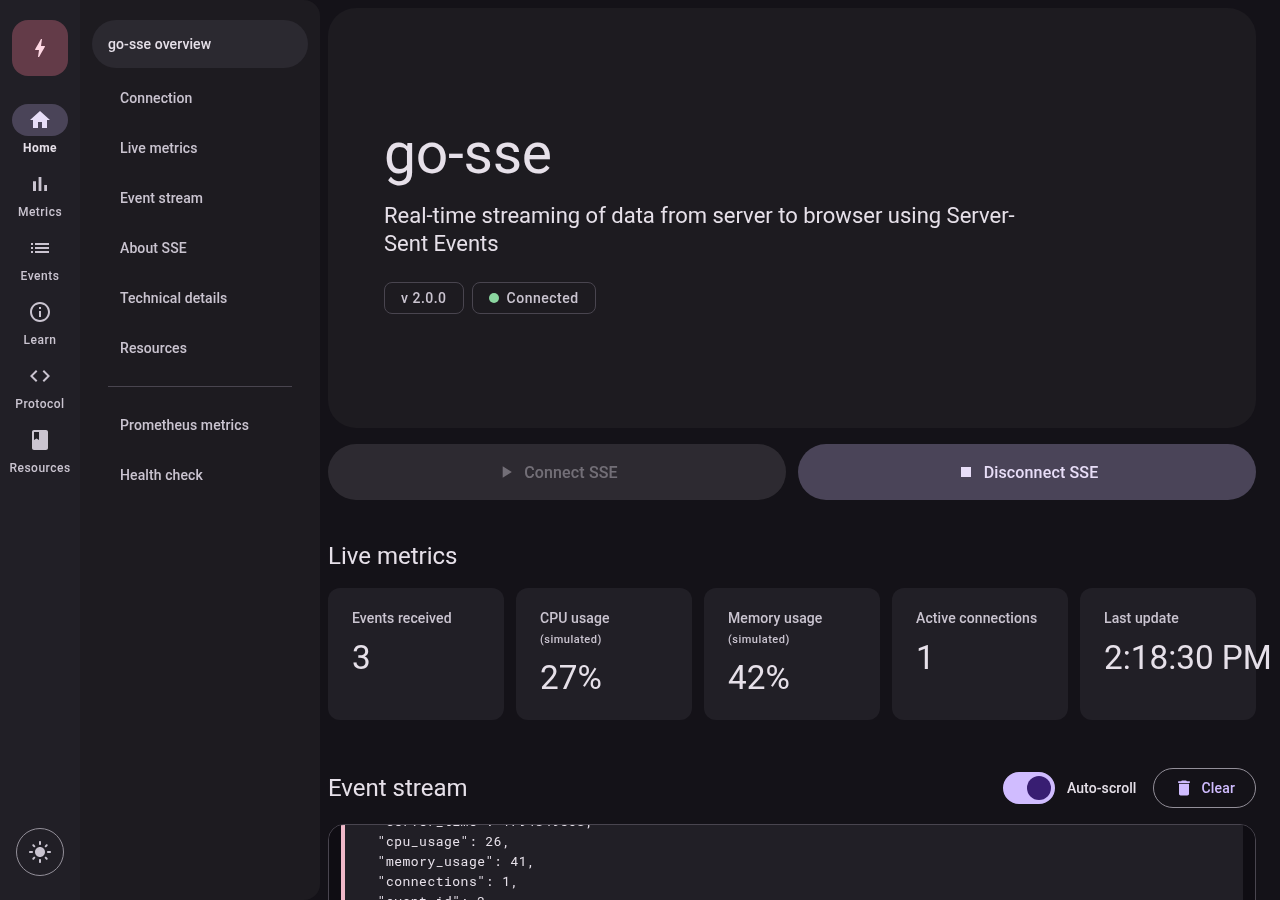 Home
Metrics
Events
Learn
Protocol
Resources
go-sse overview
Connection
Live metrics
Event stream
About SSE
Technical details
Resources
Prometheus metrics
Health check
go-sse
Real-time streaming of data from server to browser using Server-
Sent Events
v 2.0.0
Connected
Connect SSE
Disconnect SSE
Live metrics
Events received
3
CPU usage
(simulated)
27%
Memory usage
(simulated)
42%
Active connections
1
Last update
2:18:30 PM
Event stream
Auto-scroll
Clear
"cpu_usage": 26,
"memory_usage": 41,
"connections": 1,